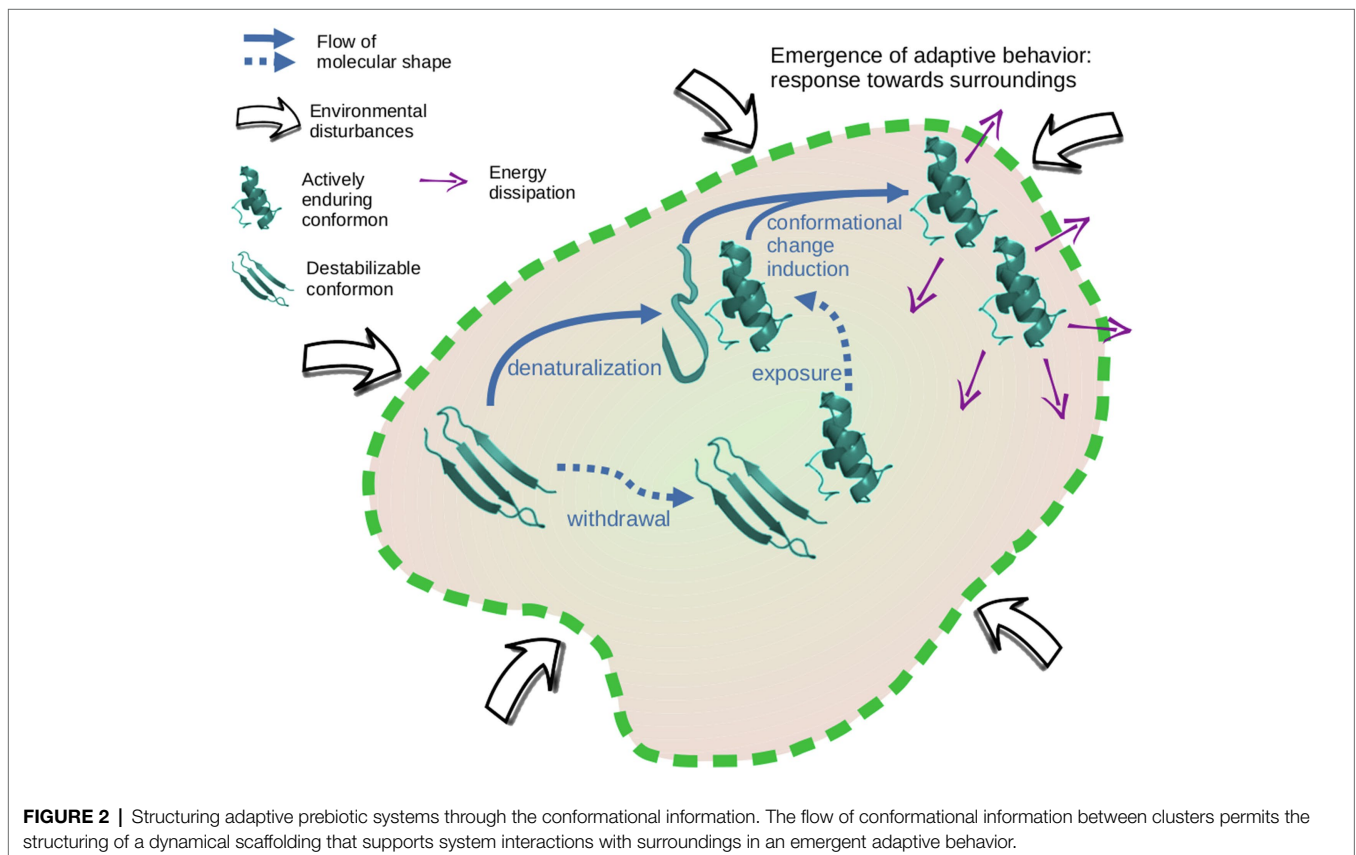 Flow of
molecular shape
Environmental
disturbances
Actively
enduring
conformon
Energy
dissipation
Destabilizable
conformon
Emergence of adaptive behavior:
response towards surroundings
conformational
change
induction
denaturalization
exposure
withdrawal
FIGURE 2 | Structuring adaptive prebiotic systems through the conformational information. The flow of conformational information between clusters permits the
structuring of a dynamical scaffolding that supports system interactions with surroundings in an emergent adaptive behavior.